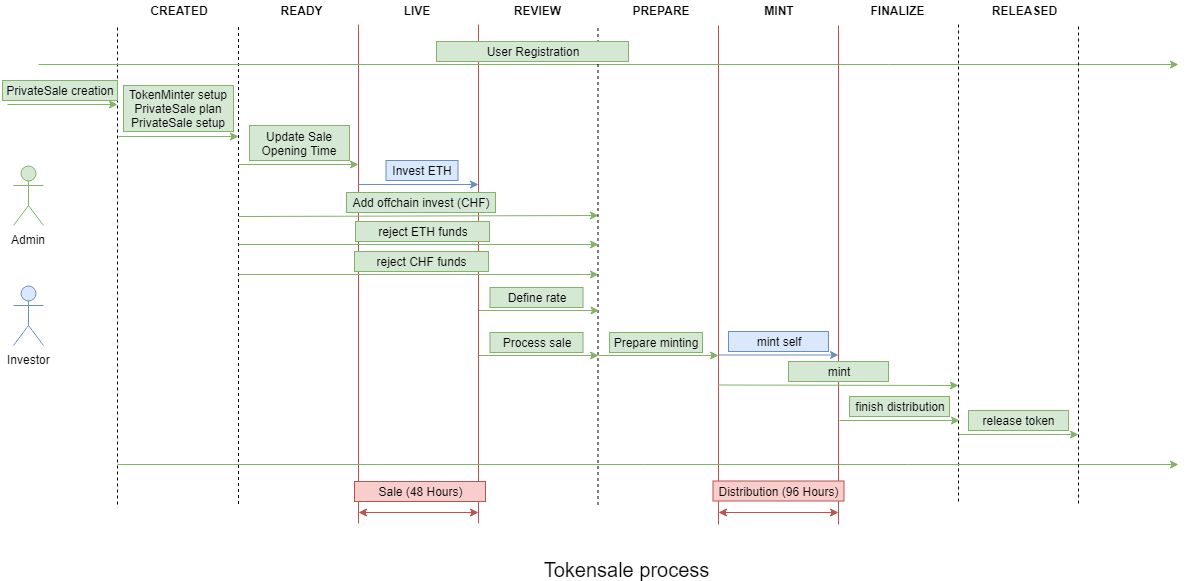 CREATED
READY
LIVE
REVIEW
PREPARE
MINT
FINALIZE
RELEASED
User Registration
PrivateSale creation
TokenMinter setup
PrivateSale plan
PrivateSale setup
Update Sale
Opening Time
Invest ETH
Add offchain invest (CHF)
reject ETH funds
Admin
reject CHF funds
Define rate
Process sale
Prepare minting
mint self
Investor
mint
finish distribution
release token
Sale (48 Hours)
Distribution (96 Hours)
Tokensale process